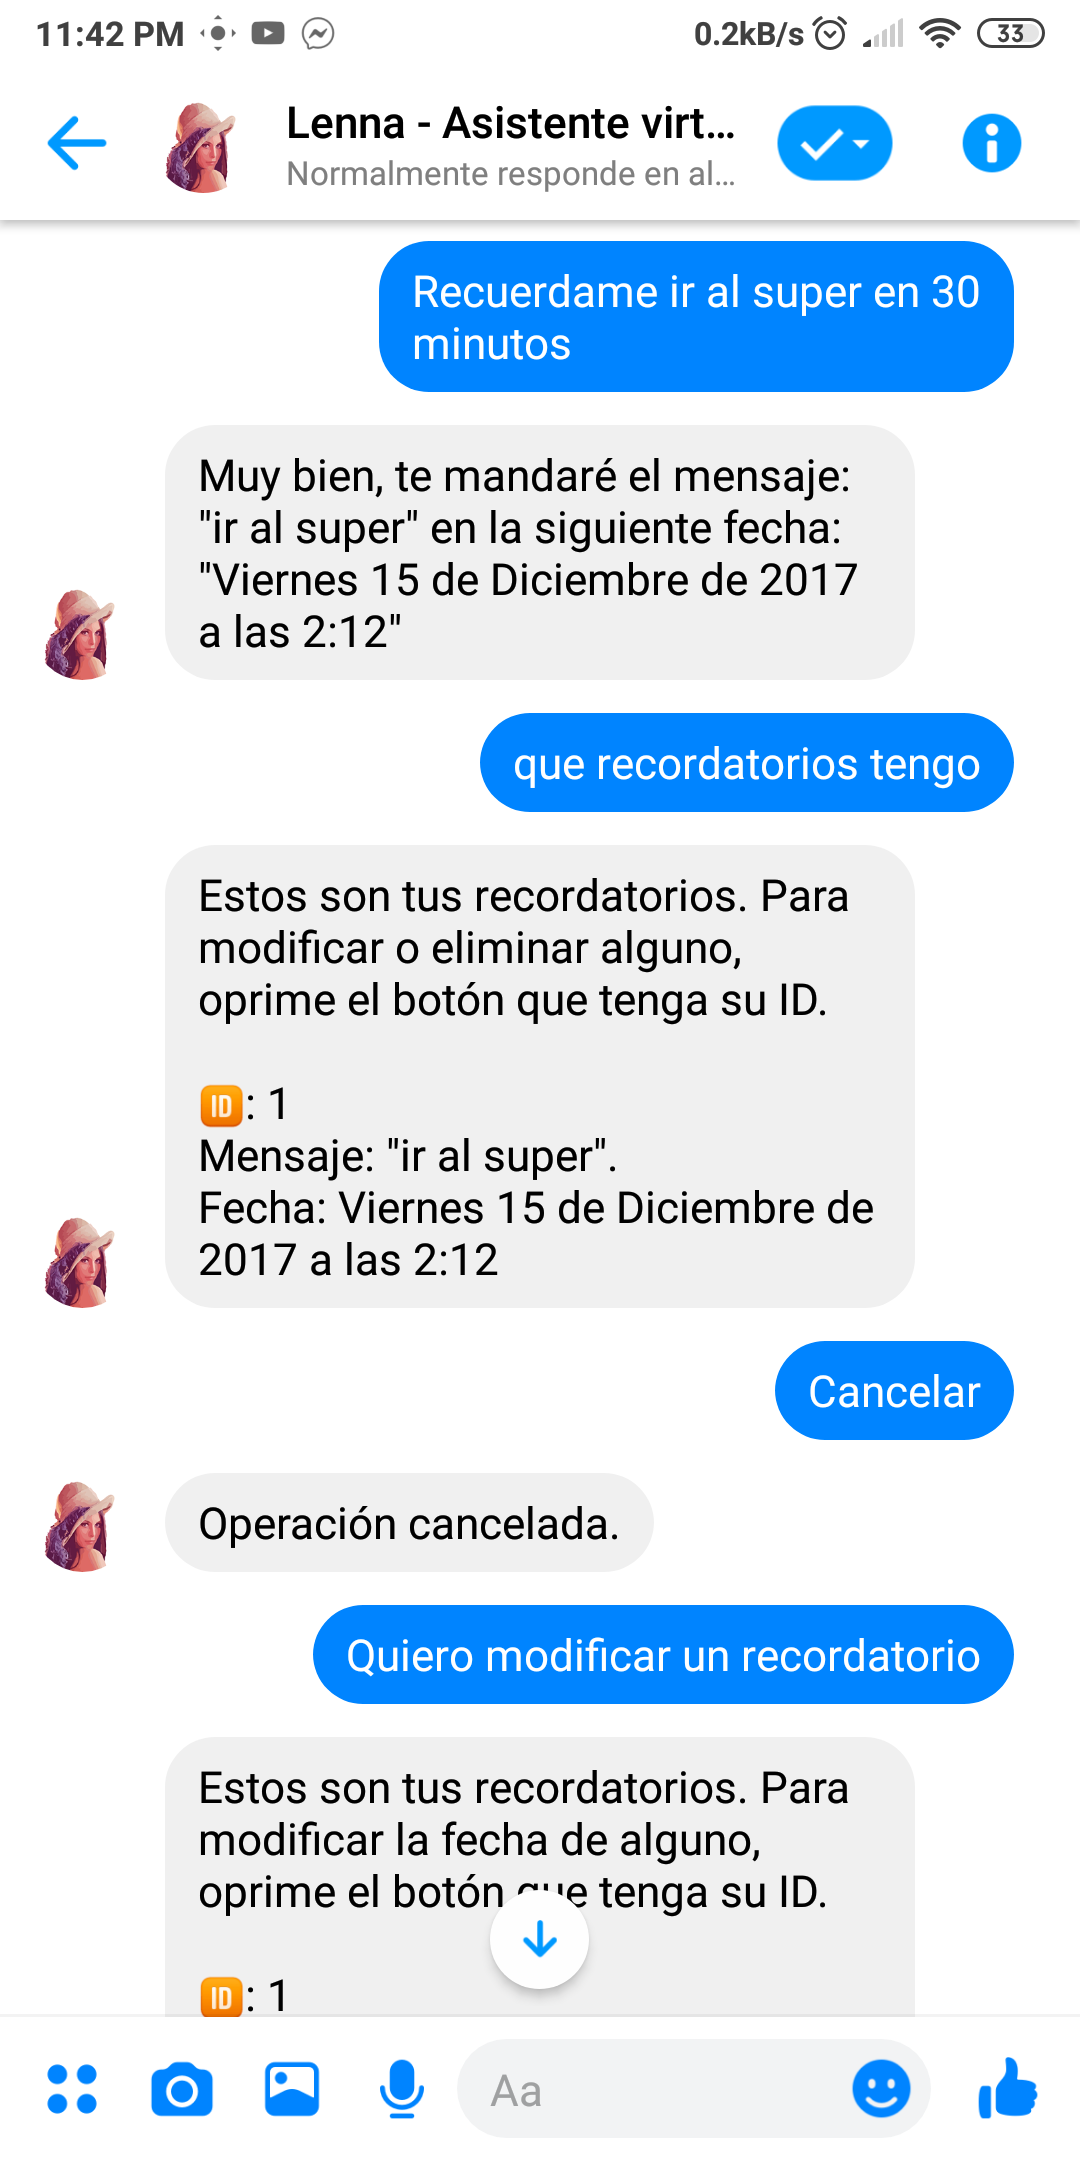 11:42 PM
0.2kB/s
33
Lenna - Asistente virt...
Normalmente responde en al...
Recuerdame ir al super en 30
minutos
Muy bien, te mandaré el mensaje:
"ir al super" en la siguiente fecha:
"Viernes 15 de Diciembre de 2017
a las 2:12"
que recordatorios tengo
Estos son tus recordatorios. Para
modificar o eliminar alguno,
oprime el botón que tenga su ID.
🆔: 1
Mensaje: "ir al super".
Fecha: Viernes 15 de Diciembre de
2017 a las 2:12
Cancelar
Operación cancelada.
Quiero modificar un recordatorio
Estos son tus recordatorios. Para
modificar la fecha de alguno,
oprime el botón que tenga su ID.
🆔: 1
Aa